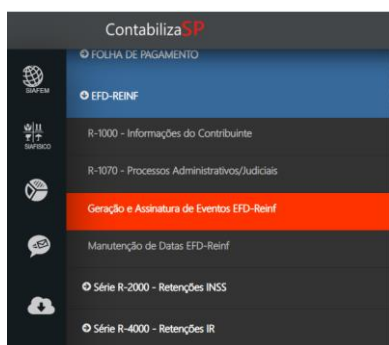 ContabilizaSP
FOLHA DE PAGAMENTO
SIAFEM
EFD-REINF
R-1000 - Informações do Contribuinte
SIAFISICO
R-1070 - Processos Administrativos/Judiciais
Geração e Assinatura de Eventos EFD-Reinf
Manutenção de Datas EFD-Reinf
Série R-2000 - Retenções INSS
Série R-4000 - Retenções IR